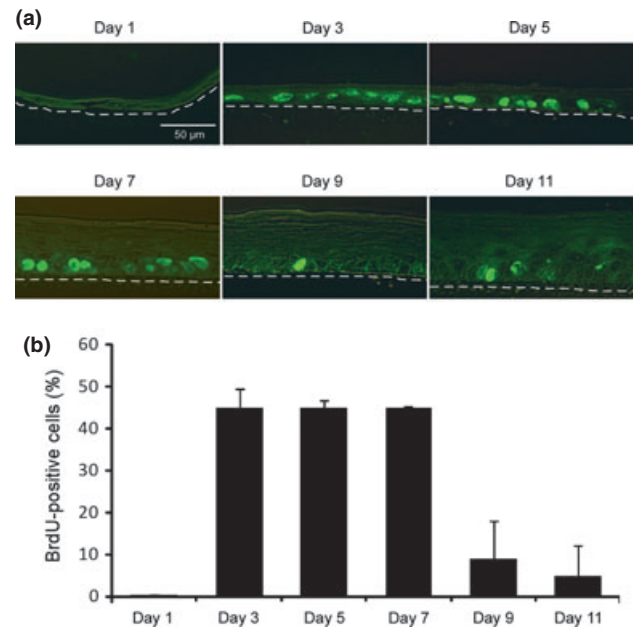 (a)
Day 1 Day 3 Day 5
50 µm
Day 7 Day 9 Day 11
(b)
BrdU-positive cells (%)
60
50
40
30
20
10
0
Day 1 Day 3 Day 5 Day 7 Day 9 Day 11